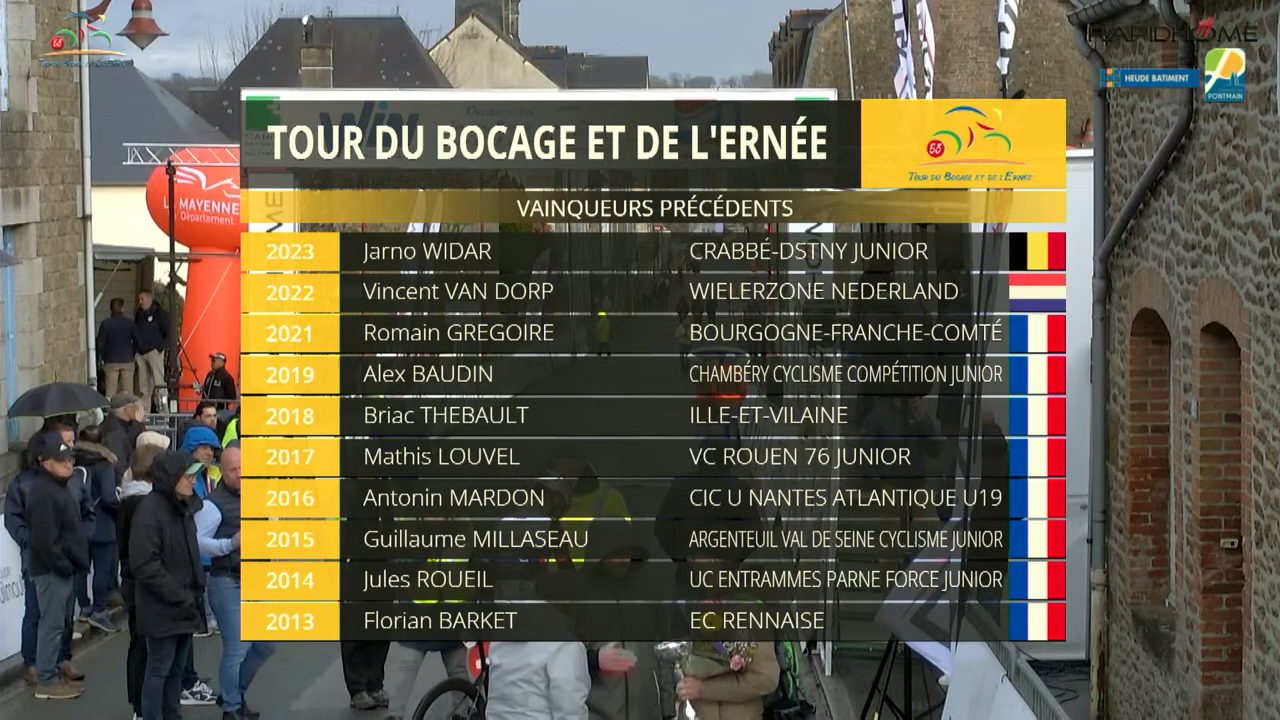 RAPIDHOME
HEUDE BATIMENT
PONTMAIN
53
TOUR DU BOCAGE ET DE L'ERNÉE
53
TOUR DU BOCAGE ET DE L'ERNÉE
VAINQUEURS PRÉCÉDENTS
LA MAYENNE
Département
2023 Jarno WIDAR CRABBÉ-DSTNY JUNIOR
2022 Vincent VAN DORP WIELERZONE NEDERLAND
2021 Romain GREGOIRE BOURGOGNE-FRANCHE-COMTÉ
2019 Alex BAUDIN CHAMBÉRY CYCLISME COMPÉTITION JUNIOR
2018 Briac THEBAULT ILLE-ET-VILAINE
2017 Mathis LOUVEL VC ROUEN 76 JUNIOR
2016 Antonin MARDON CIC U NANTES ATLANTIQUE U19
2015 Guillaume MILLASEAU ARGENTEUIL VAL DE SEINE CYCLISME JUNIOR
2014 Jules ROUEIL UC ENTRAMMES PARNE FORCE JUNIOR
2013 Florian BARKET EC RENNAISE